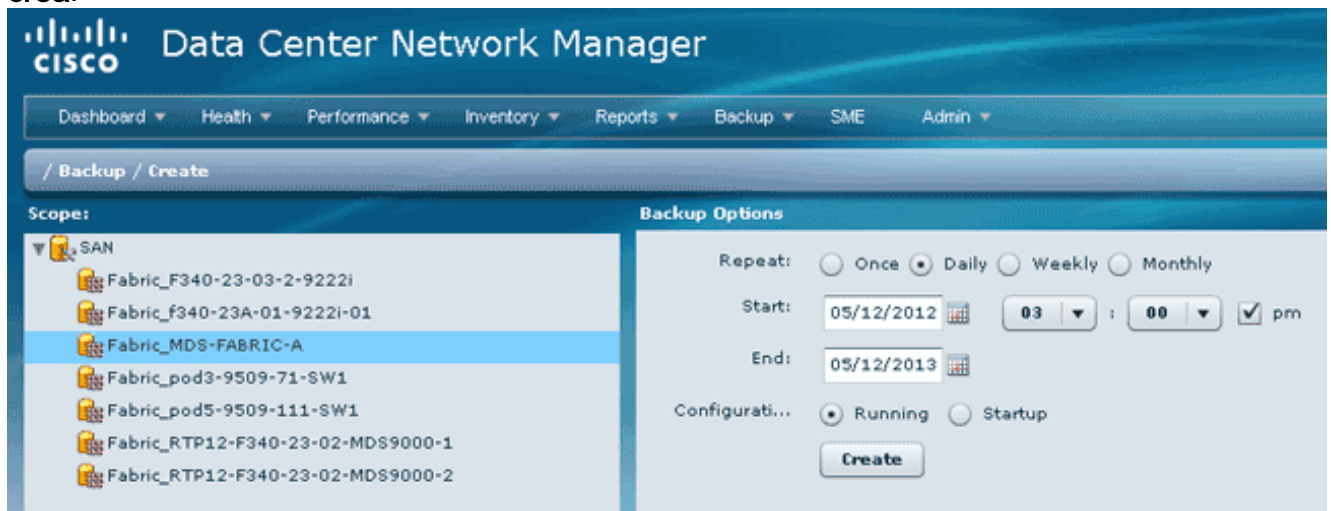 CISCO Data Center Network Manager
Dashboard Health Performance Inventory Reports Backup SME Admin
/ Backup / Create
Scope:
SAN
Fabric_F340-23-03-2-9222i
Fabric_f340-23A-01-9222i-01
Fabric_MDS-FABRIC-A
Fabric_pod3-9509-71-SW1
Fabric_pod5-9509-111-SW1
Fabric_RTP12-F340-23-02-MDS9000-1
Fabric_RTP12-F340-23-02-MDS9000-2
Backup Options
Repeat: Once Daily Weekly Monthly
Start: 05/12/2012 03 : 00 pm
End: 05/12/2013
Configurati... Running Startup
Create